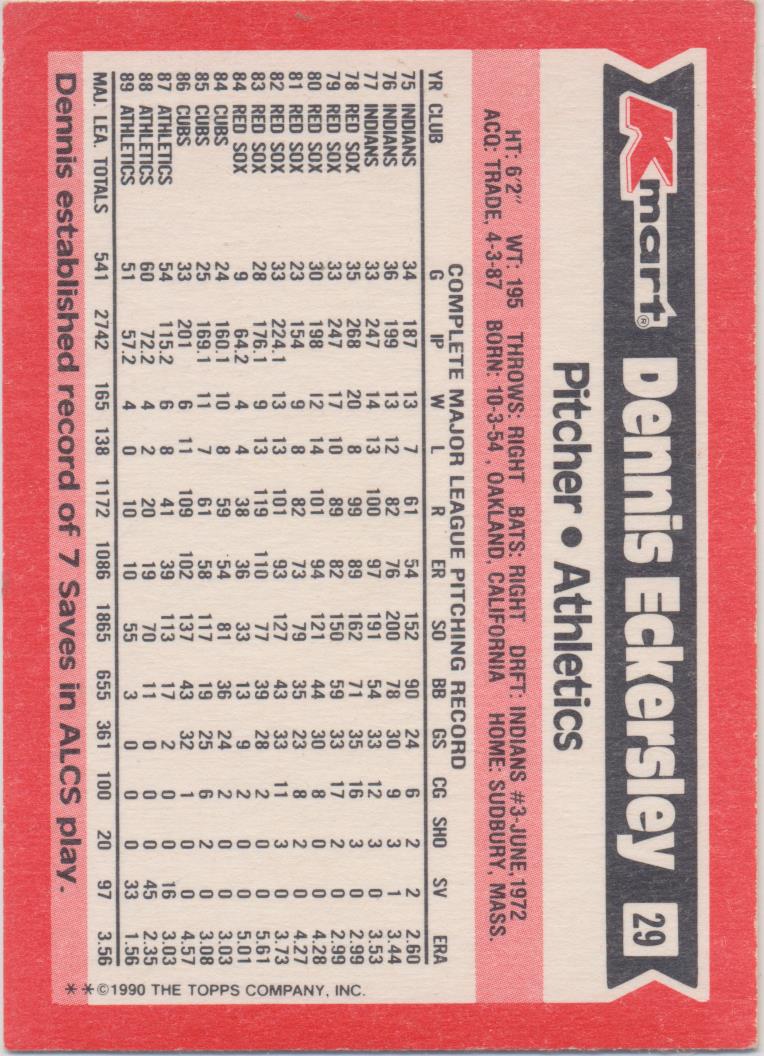 Kmart® Dennis Eckersley 29
Pitcher • Athletics
HT: 6'2" WT: 195 THROWS: RIGHT BATS: RIGHT DRFT: INDIANS #3-JUNE, 1972
ACQ: TRADE, 4-3-87 BORN: 10-3-54, OAKLAND, CALIFORNIA HOME: SUDBURY, MASS.
COMPLETE MAJOR LEAGUE PITCHING RECORD
YR CLUB G IP W L R ER SO BB GS CG SHO SV ERA
75 INDIANS 34 187 13 7 61 54 152 90 24 6 2 2 2.60
76 INDIANS 36 199 13 12 82 76 200 78 30 9 3 1 3.44
77 INDIANS 33 247 14 13 100 97 191 54 33 12 3 0 3.53
78 RED SOX 35 268 20 8 99 89 162 71 35 16 3 0 2.99
79 RED SOX 33 247 17 10 89 82 150 59 33 17 2 0 2.99
80 RED SOX 30 198 12 14 101 94 121 44 30 8 0 0 4.28
81 RED SOX 23 154 9 8 82 73 79 35 23 8 2 0 4.27
82 RED SOX 33 224.1 13 13 101 93 127 43 33 11 3 0 3.73
83 RED SOX 28 176.1 9 13 119 110 77 39 28 2 0 0 5.61
84 RED SOX 9 64.2 4 4 38 36 33 13 9 2 0 0 5.01
84 CUBS 24 160.1 10 8 59 54 81 36 24 2 0 0 3.03
85 CUBS 25 169.1 11 7 61 58 117 19 25 6 2 0 3.08
86 CUBS 33 201 6 11 109 102 137 43 32 1 0 0 4.57
87 ATHLETICS 54 115.2 6 8 41 39 113 17 2 0 0 16 3.03
88 ATHLETICS 60 72.2 4 2 20 19 70 11 0 0 0 45 2.35
89 ATHLETICS 51 57.2 4 0 10 10 55 3 0 0 0 33 1.56
MAJ. LEA. TOTALS 541 2742 165 138 1172 1086 1865 655 361 100 20 97 3.56
Dennis established record of 7 Saves in ALCS play.
**©1990 THE TOPPS COMPANY, INC.